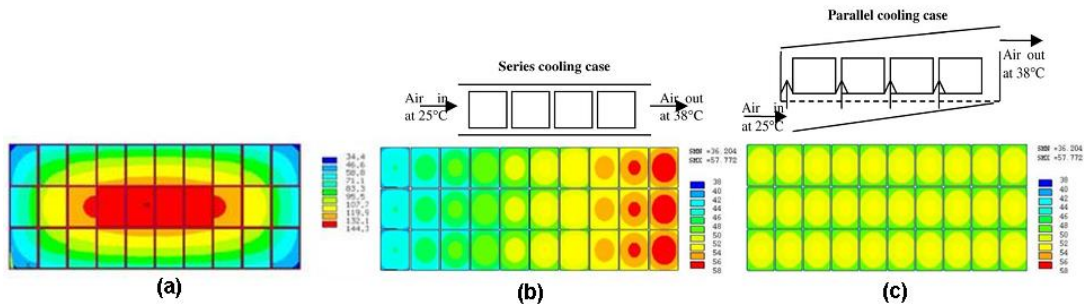 Parallel cooling case
Air out
at 38°C
Air in
at 25°C
Series cooling case
Air in
at 25°C
Air out
at 38°C
34.4
46.6
58.8
71.1
83.3
95.5
107.7
119.9
132.1
144.3
SMN =36.204
SMX =57.772
38
40
42
44
46
48
50
52
54
56
58
SMN =36.204
SMX =57.772
38
40
42
44
46
48
50
52
54
56
58
(a)
(b)
(c)